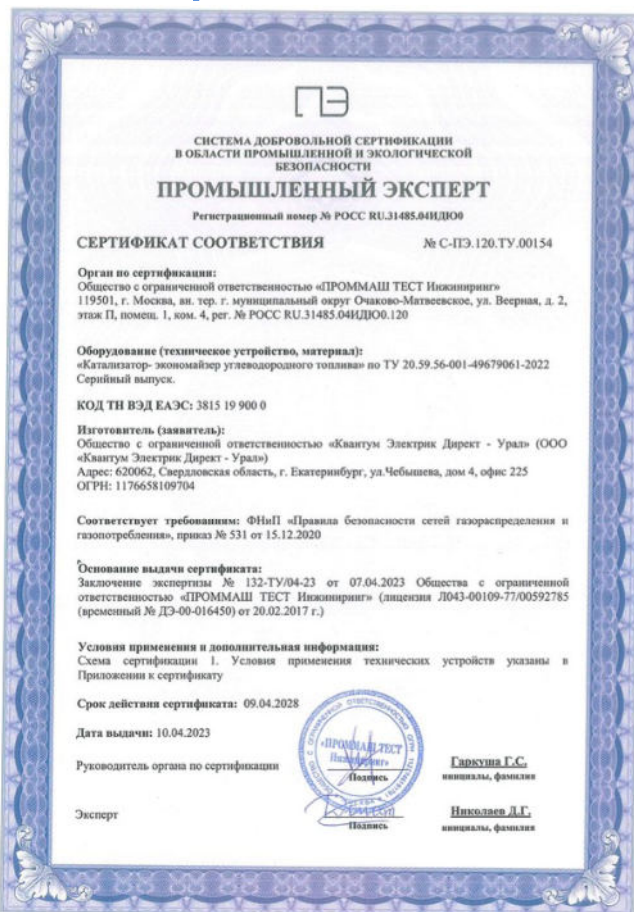 ПЭ
СИСТЕМА ДОБРОВОЛЬНОЙ СЕРТИФИКАЦИИ
В ОБЛАСТИ ПРОМЫШЛЕННОЙ И ЭКОЛОГИЧЕСКОЙ
БЕЗОПАСНОСТИ
ПРОМЫШЛЕННЫЙ ЭКСПЕРТ
Регистрационный номер № РОСС RU.31485.04ИДЮ0
СЕРТИФИКАТ СООТВЕТСТВИЯ № С-ПЭ.120.ТУ.00154
Орган по сертификации:
Общество с ограниченной ответственностью «ПРОММАШ ТЕСТ Инжиниринг»
119501, г. Москва, вн. тер. г. муниципальный округ Очаково-Матвеевское, ул. Веерная, д. 2,
этаж П, помещ. 1, ком. 4, рег. № РОСС RU.31485.04ИДЮ0.120
Оборудование (техническое устройство, материал):
«Катализатор- экономайзер углеводородного топлива» по ТУ 20.59.56-001-49679061-2022
Серийный выпуск.
КОД ТН ВЭД ЕАЭС: 3815 19 900 0
Изготовитель (заявитель):
Общество с ограниченной ответственностью «Квантум Электрик Директ - Урал» (ООО
«Квантум Электрик Директ - Урал»)
Адрес: 620062, Свердловская область, г. Екатеринбург, ул.Чебышева, дом 4, офис 225
ОГРН: 1176658109704
Соответствует требованиям: ФНиП «Правила безопасности сетей газораспределения и
газопотребления», приказ № 531 от 15.12.2020
Основание выдачи сертификата:
Заключение экспертизы № 132-ТУ/04-23 от 07.04.2023 Общества с ограниченной
ответственностью «ПРОММАШ ТЕСТ Инжиниринг» (лицензия Л043-00109-77/00592785
(временный № ДЭ-00-016450) от 20.02.2017 г.)
Условия применения и дополнительная информация:
Схема сертификации 1. Условия применения технических устройств указаны в
Приложении к сертификату
Срок действия сертификата: 09.04.2028
Дата выдачи: 10.04.2023
«ПРОММАШ ТЕСТ
Инжиниринг»
Руководитель органа по сертификации Гаркуша Г.С.
Подпись инициалы, фамилия
Эксперт Николаев Д.Г.
Подпись инициалы, фамилия